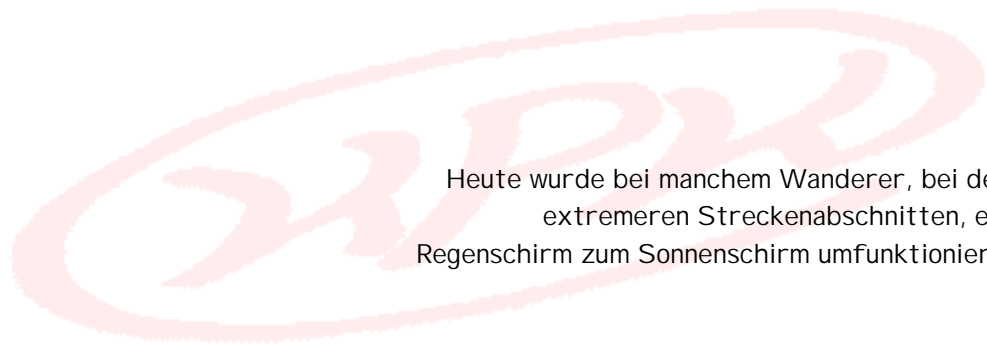 Heute wurde bei manchem Wanderer, bei de
extremeren Streckenabschnitten, e
Regenschirm zum Sonnenschirm umfunktionier